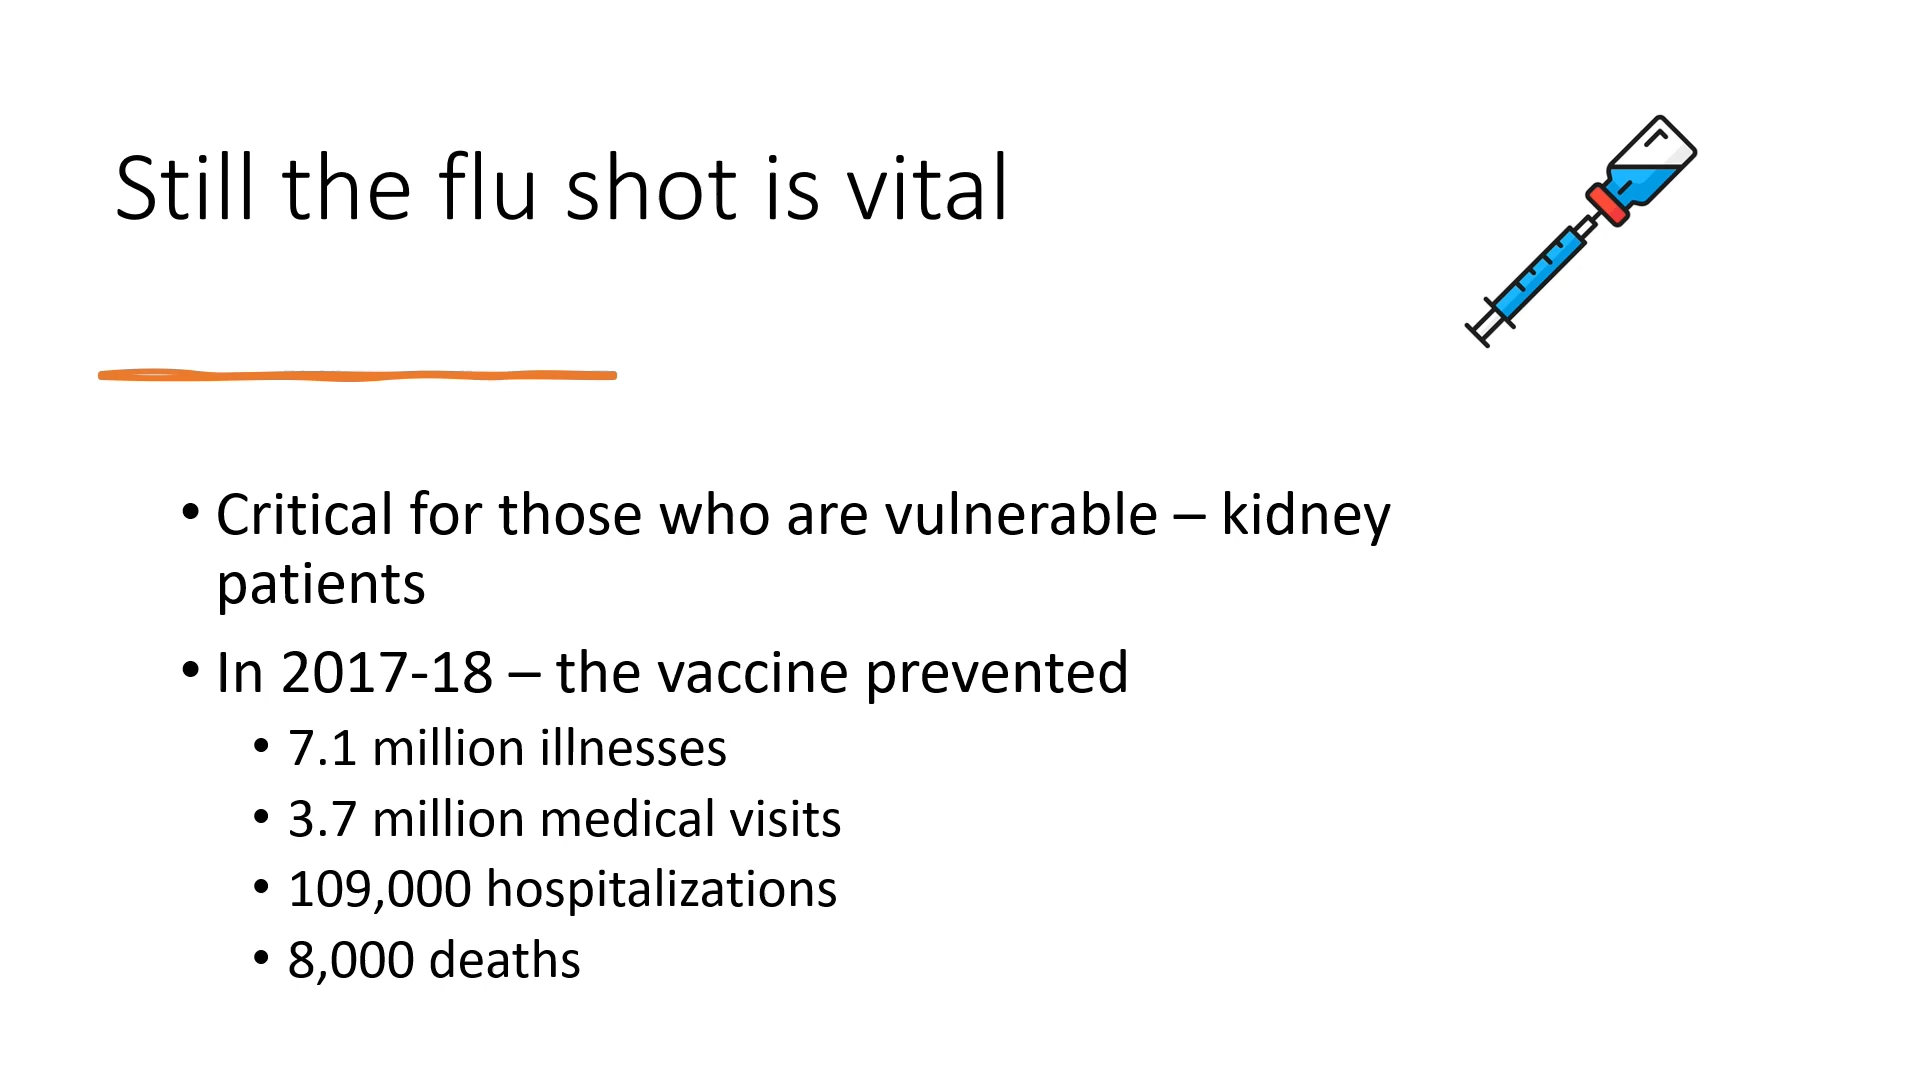 Still the flu shot is vital
• Critical for those who are vulnerable – kidney
patients
• In 2017-18 – the vaccine prevented
• 7.1 million illnesses
• 3.7 million medical visits
• 109,000 hospitalizations
• 8,000 deaths